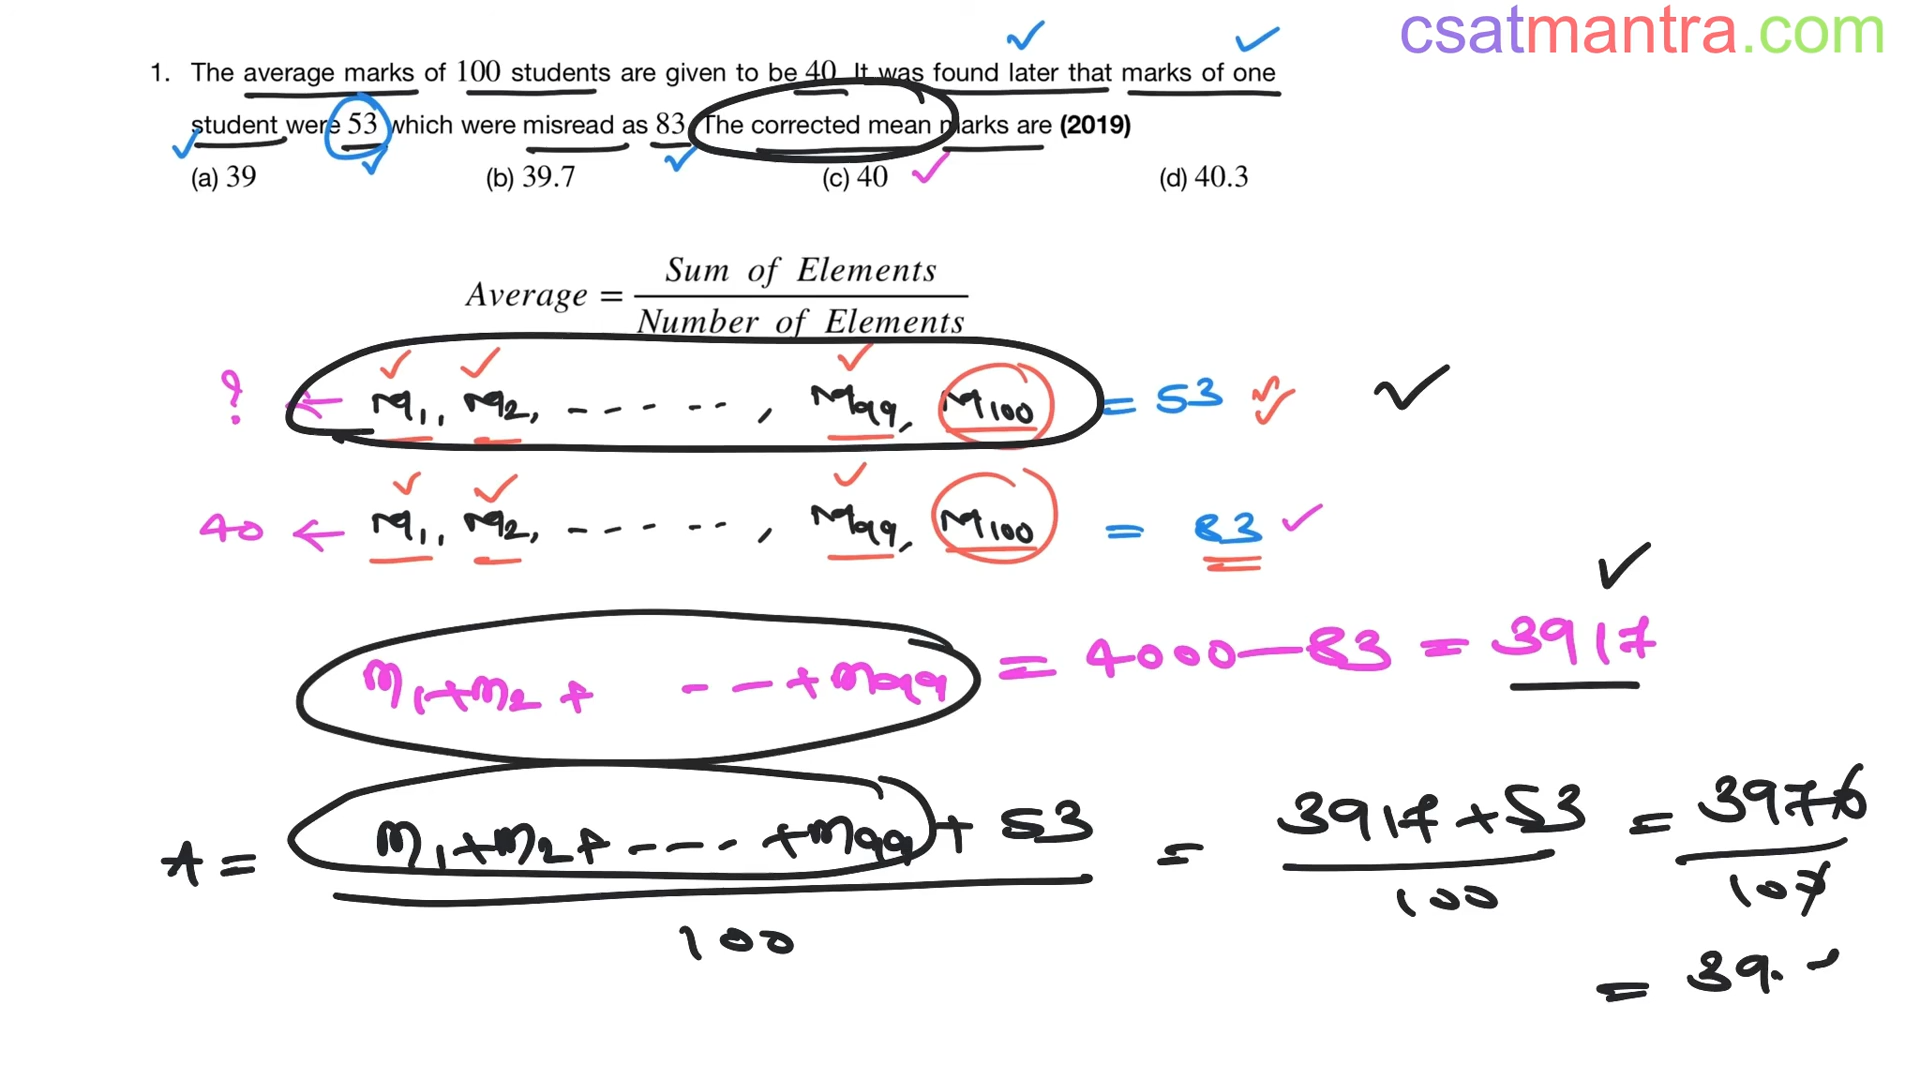 csatmantra.com
1. The average marks of 100 students are given to be 40. It was found later that marks of one
student were 53 which were misread as 83. The corrected mean marks are (2019)
(a) 39 (b) 39.7 (c) 40 (d) 40.3
Average = Sum of Elements / Number of Elements
? ← M1, M2, ------, M99, M100 = 53
40 ← M1, M2, ------, M99, M100 = 83
m1+m2+ ---+m99 = 4000-83 = 3917
A = m1+m2+----+m99+53 / 100 = 3917+53 / 100 = 3970 / 100
= 39.